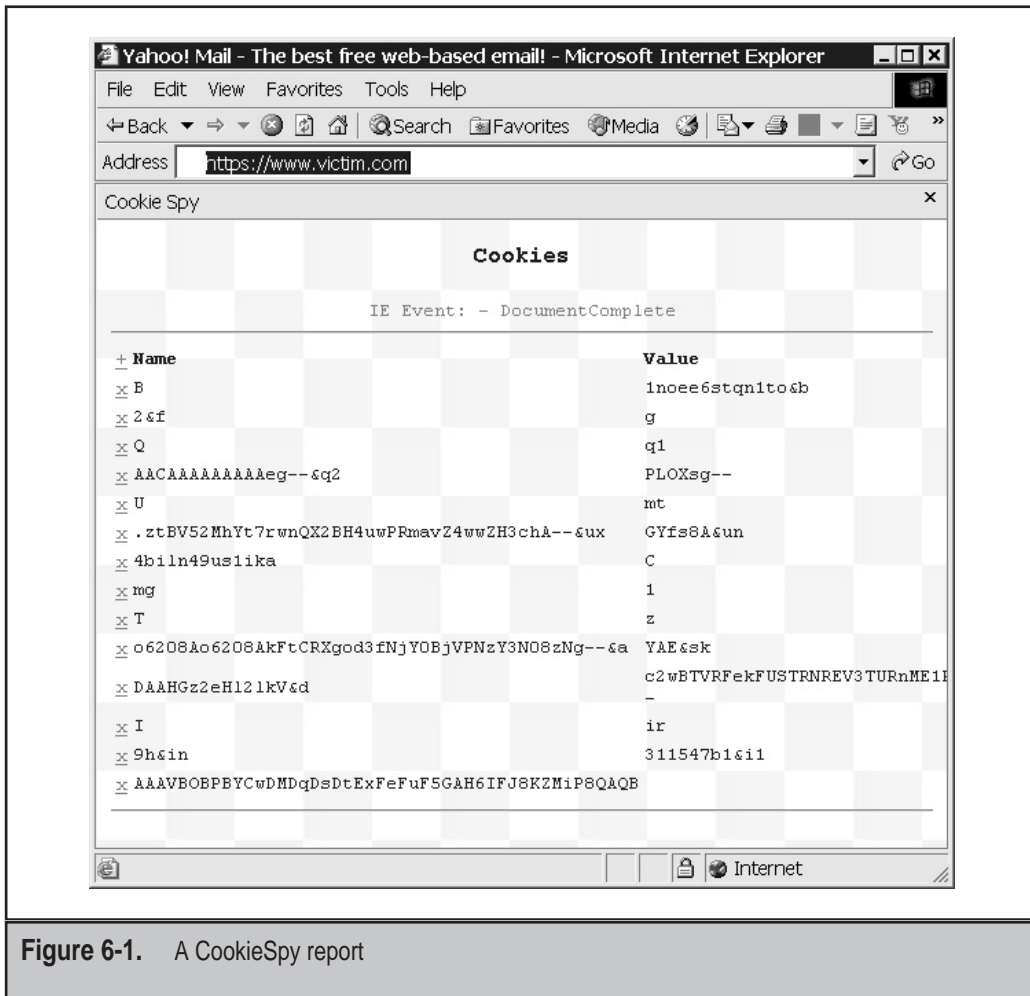 Yahoo! Mail - The best free web-based email! - Microsoft Internet Explorer
File Edit View Favorites Tools Help
Back Search Favorites Media »
Address https://www.victim.com Go
Cookie Spy x
Cookies
IE Event: - DocumentComplete
+ Name Value
x B 1noee6stqn1to&b
x 2&f g
x Q q1
x AACAAAAAAAAAeg--&q2 PLOXsg--
x U mt
x .ztBV52MhYt7rwnQX2BH4uwPRmavZ4wwZH3chA--&ux GYfs8A&un
x 4biln49us1ika C
x mg 1
x T z
x o62O8Ao62O8AkFtCRXgod3fNjYOBjVPNzY3NO8zNg--&a YAE&sk
x DAAHGz2eHl2lkV&d c2wBTVRFekFUSTRNREV3TURnME1
-
x I ir
x 9h&in 311547b1&i1
x AAAVBOBPBYCwDMDqDsDtExFeFuF5GAH6IFJ8KZMiP8QAQB
Internet
Figure 6-1. A CookieSpy report